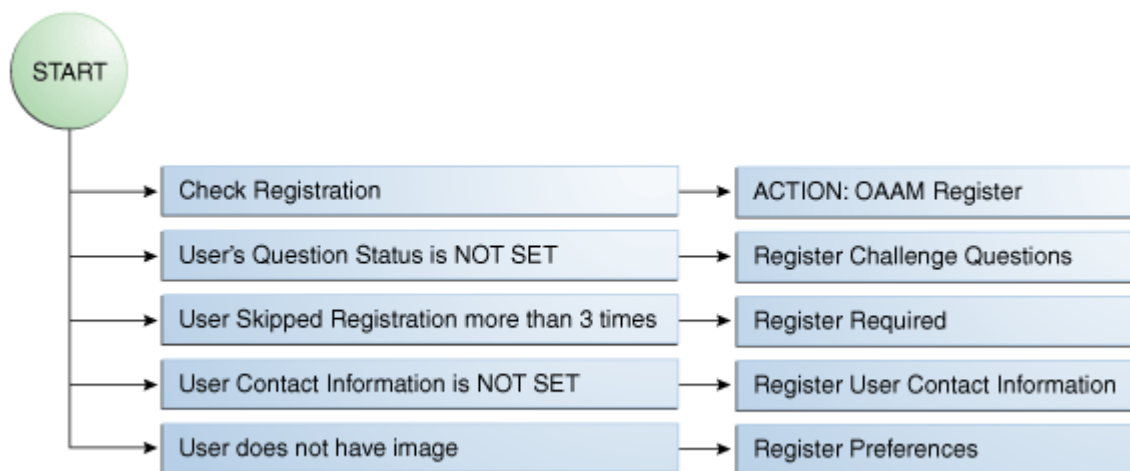 START
Check Registration
ACTION: OAAM Register
User's Question Status is NOT SET
Register Challenge Questions
User Skipped Registration more than 3 times
Register Required
User Contact Information is NOT SET
Register User Contact Information
User does not have image
Register Preferences